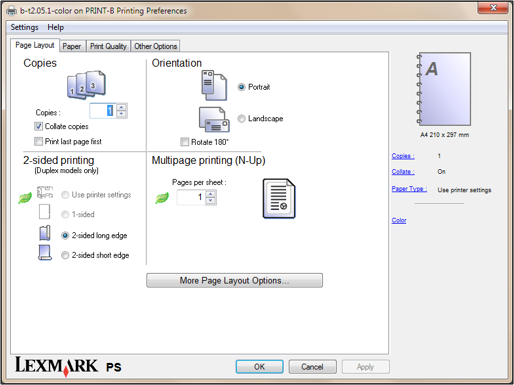 b-t2.05.1-color on PRINT-B Printing Preferences
Settings Help
Page Layout Paper Print Quality Other Options
Copies
1 2 3
Copies :
1
Collate copies
Print last page first
Orientation
Portrait
Landscape
Rotate 180°
2-sided printing
(Duplex models only)
Use printer settings
1-sided
2-sided long edge
2-sided short edge
Multipage printing (N-Up)
Pages per sheet :
1
More Page Layout Options...
A
A4 210 x 297 mm
Copies : 1
Collate : On
Paper Type : Use printer settings
Color
LEXMARK PS
OK Cancel Apply